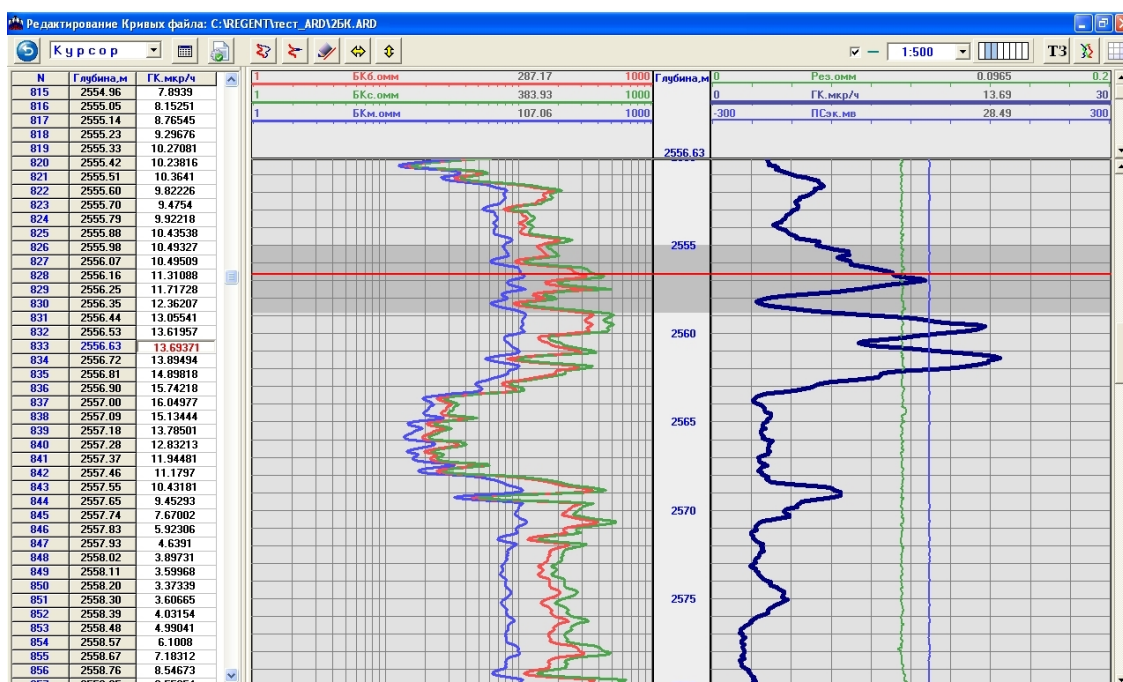 Редактирование Кривых файла: C:\REGENT\тест_ARD\2БК.ARD
Курсор 1:500 ТЗ
N Глубина,м ГК.мкр/ч
815 2554.96 7.8939
816 2555.05 8.15251
817 2555.14 8.76545
818 2555.23 9.29676
819 2555.33 10.27081
820 2555.42 10.23816
821 2555.51 10.3641
822 2555.60 9.82226
823 2555.70 9.4754
824 2555.79 9.92218
825 2555.88 10.43538
826 2555.98 10.49327
827 2556.07 10.49509
828 2556.16 11.31088
829 2556.25 11.71728
830 2556.35 12.36207
831 2556.44 13.05541
832 2556.53 13.61957
833 2556.63 13.69371
834 2556.72 13.89494
835 2556.81 14.89818
836 2556.90 15.74218
837 2557.00 16.04977
838 2557.09 15.13444
839 2557.18 13.78501
840 2557.28 12.83213
841 2557.37 11.94481
842 2557.46 11.1797
843 2557.55 10.43181
844 2557.65 9.45293
845 2557.74 7.67002
846 2557.83 5.92306
847 2557.93 4.6391
848 2558.02 3.89731
849 2558.11 3.59968
850 2558.20 3.37339
851 2558.30 3.60665
852 2558.39 4.03154
853 2558.48 4.99041
854 2558.57 6.1008
855 2558.67 7.18312
856 2558.76 8.54673
1 БКб.омм 287.17 1000
1 БКс.омм 383.93 1000
1 БКм.омм 107.06 1000
Глубина,м
2556.63
2555
2560
2565
2570
2575
0 Рез.омм 0.0965 0.2
0 ГК.мкр/ч 13.69 30
-300 ПСэк.мв 28.49 300